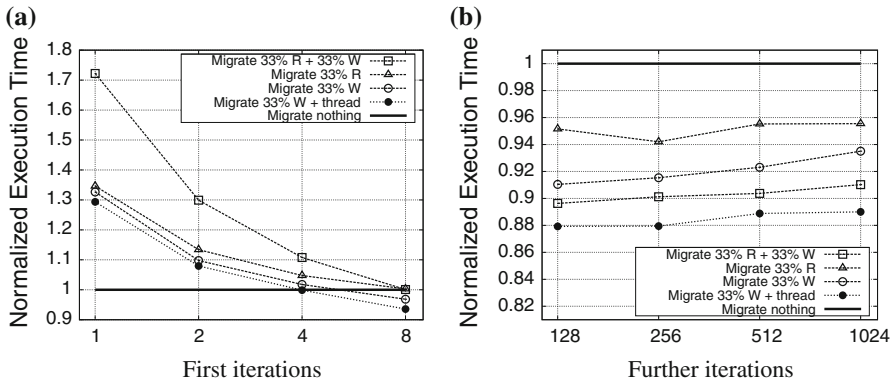 (a)
Normalized Execution Time
1.8
1.7
1.6
1.5
1.4
1.3
1.2
1.1
1
0.9
Migrate 33% R + 33% W
Migrate 33% R
Migrate 33% W
Migrate 33% W + thread
Migrate nothing
1 2 4 8
First iterations
(b)
Normalized Execution Time
1
0.96
0.94
0.92
0.9
0.88
0.84
0.82
Migrate 33% R + 33% W
Migrate 33% R
Migrate 33% W
Migrate 33% W + thread
Migrate nothing
128 256 512 1024
Further iterations